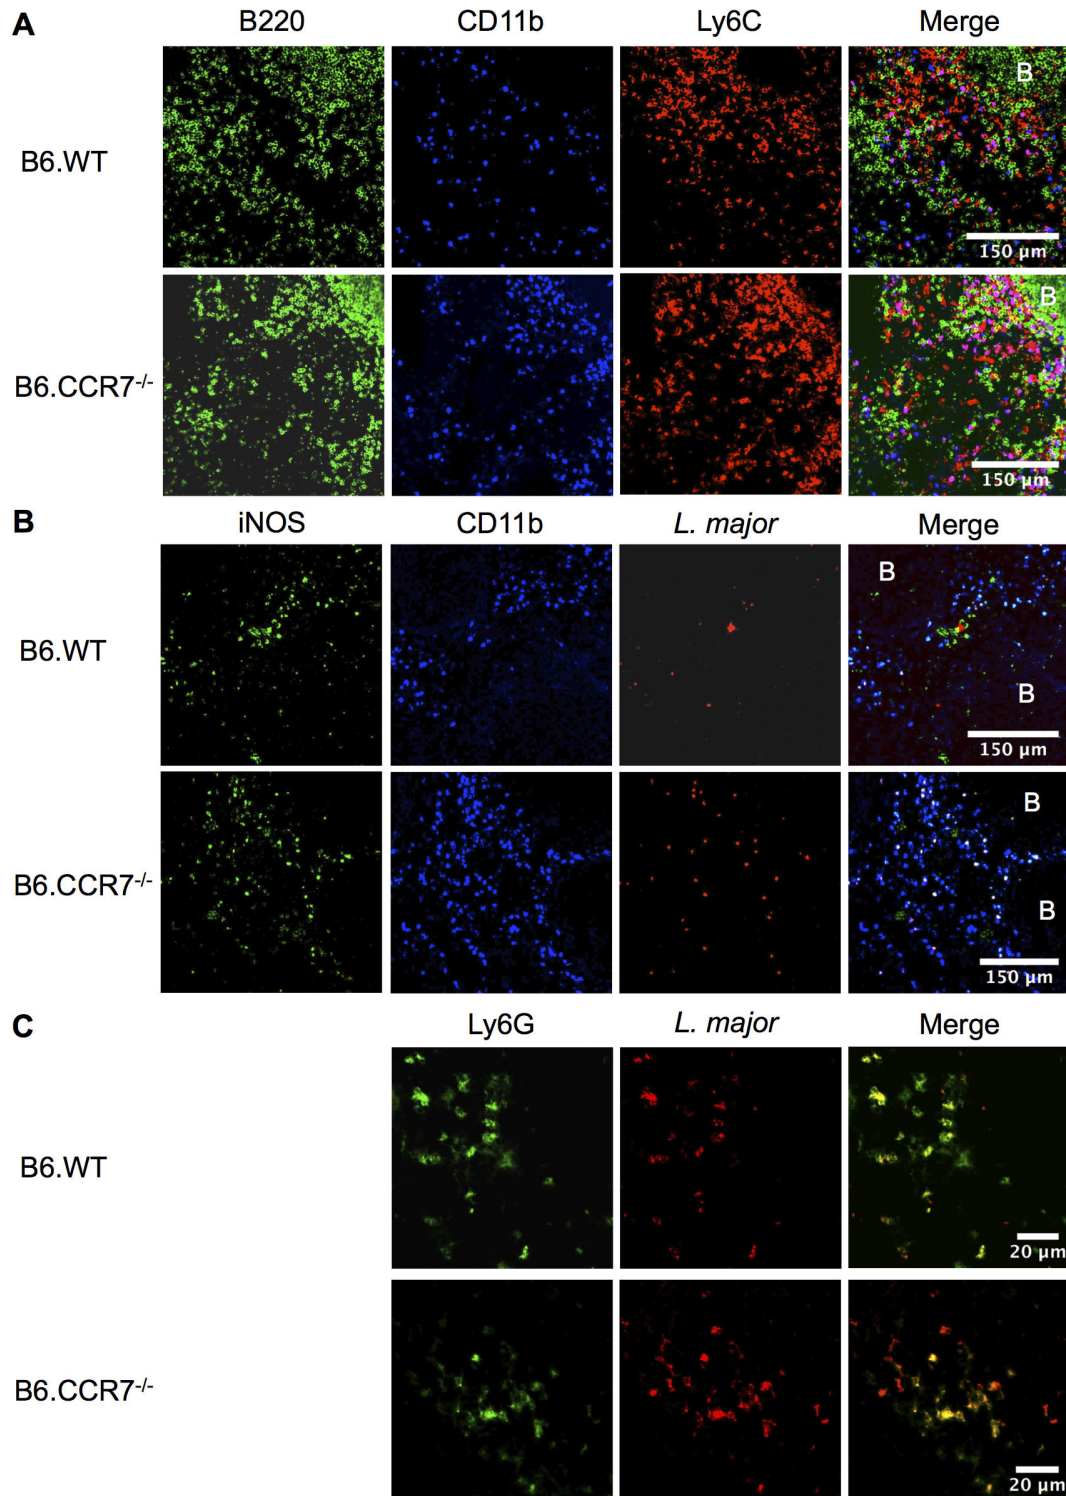 A
B220 CD11b Ly6C Merge
B6.WT
B
150 µm
B6.CCR7-/-
B
150 µm
B
iNOS CD11b L. major Merge
B6.WT
B
B
150 µm
B6.CCR7-/-
B
B
150 µm
C
Ly6G L. major Merge
B6.WT
20 µm
B6.CCR7-/-
20 µm